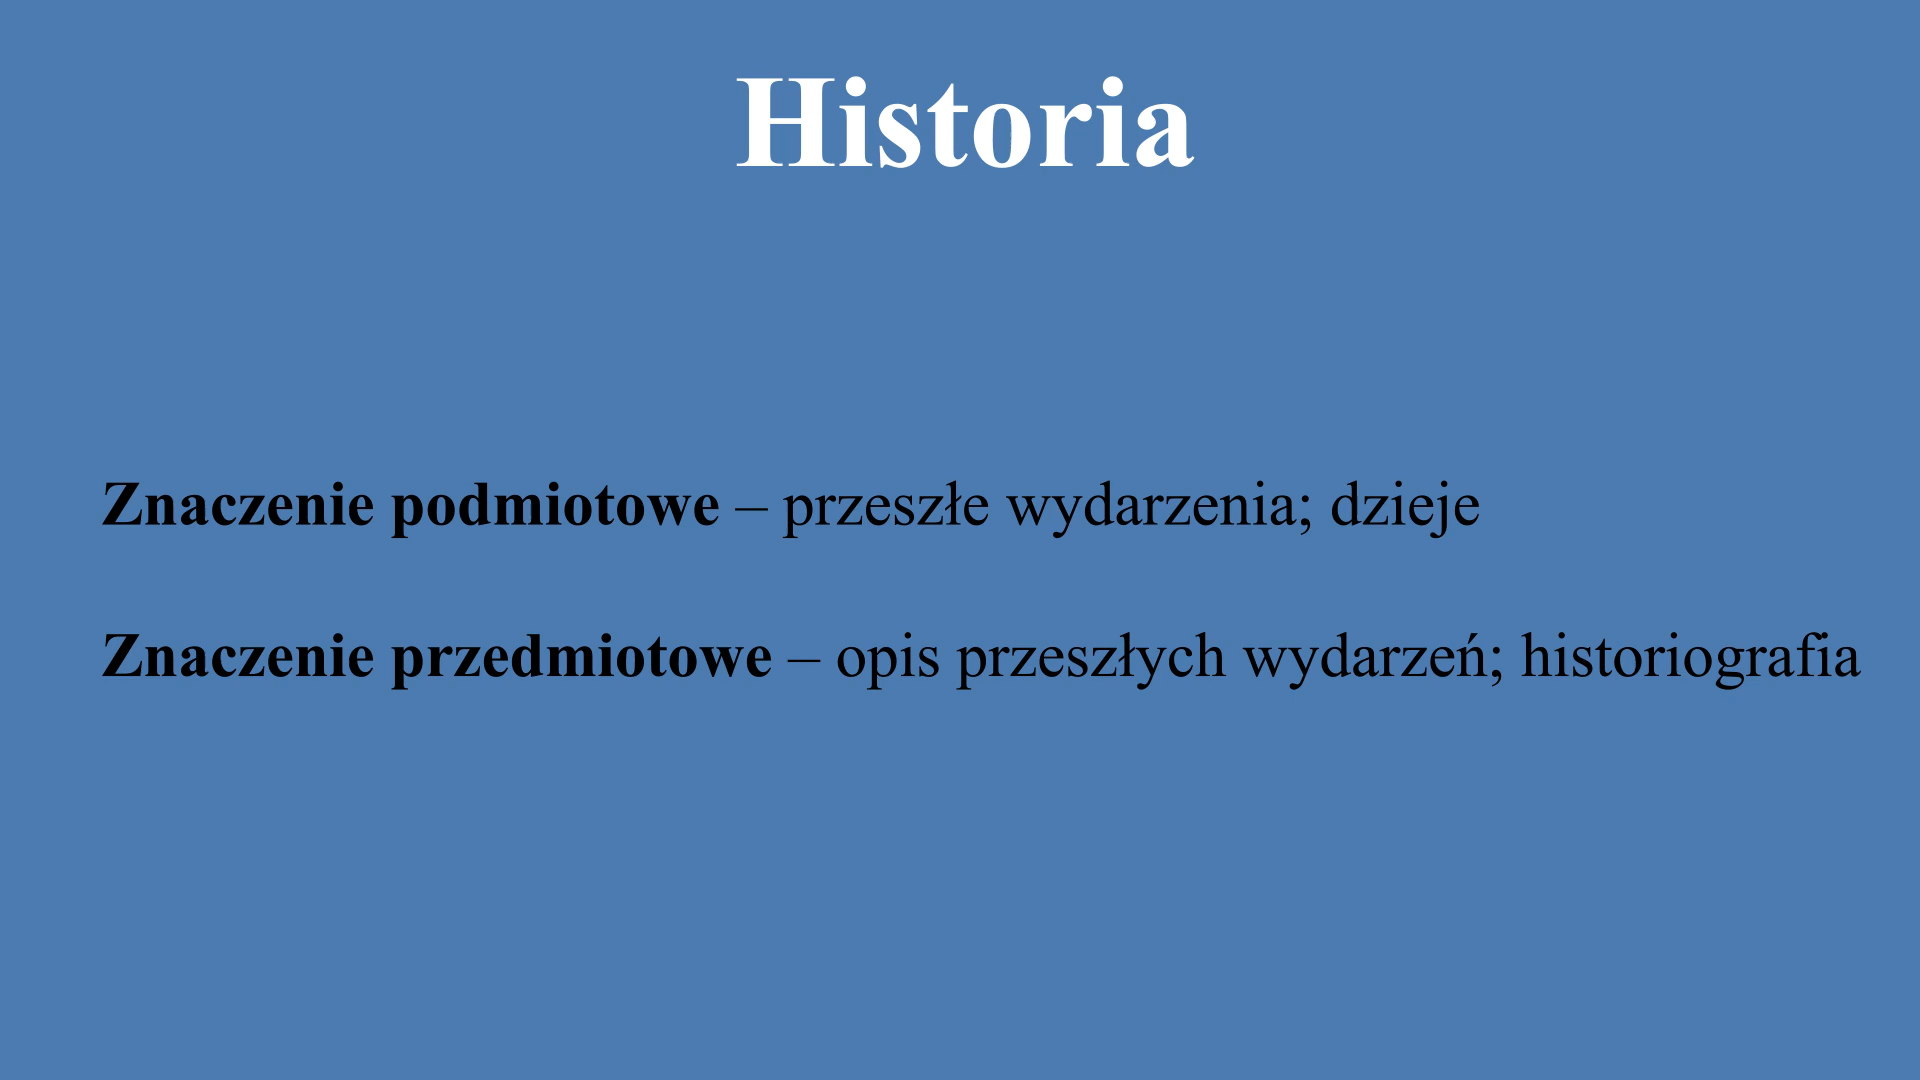 Historia
Znaczenie podmiotowe – przeszłe wydarzenia; dzieje
Znaczenie przedmiotowe – opis przeszłych wydarzeń; historiografia